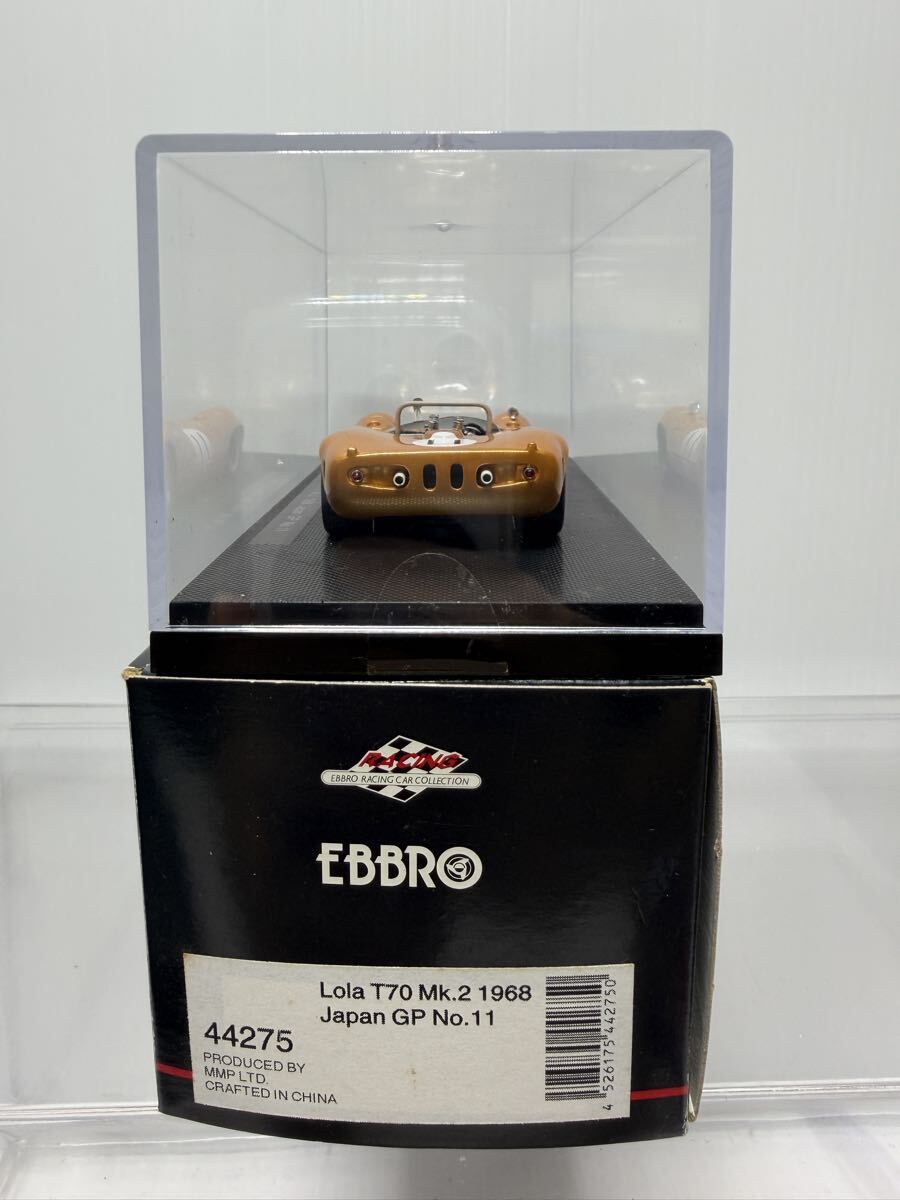 RACING
EBBRO RACING CAR COLLECTION
EBBRO
Lola T70 Mk.2 1968
Japan GP No.11
44275
PRODUCED BY
MMP LTD.
CRAFTED IN CHINA
4 526175 442750